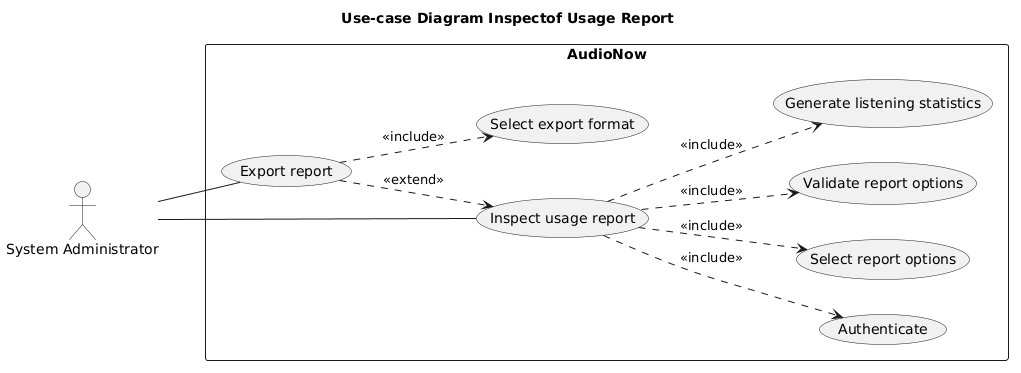 Use-case Diagram Inspectof Usage Report
AudioNow
Generate listening statistics
Select export format
«include»
«include»
Export report
«extend»
Validate report options
«include»
Inspect usage report
«include»
System Administrator
Select report options
«include»
Authenticate